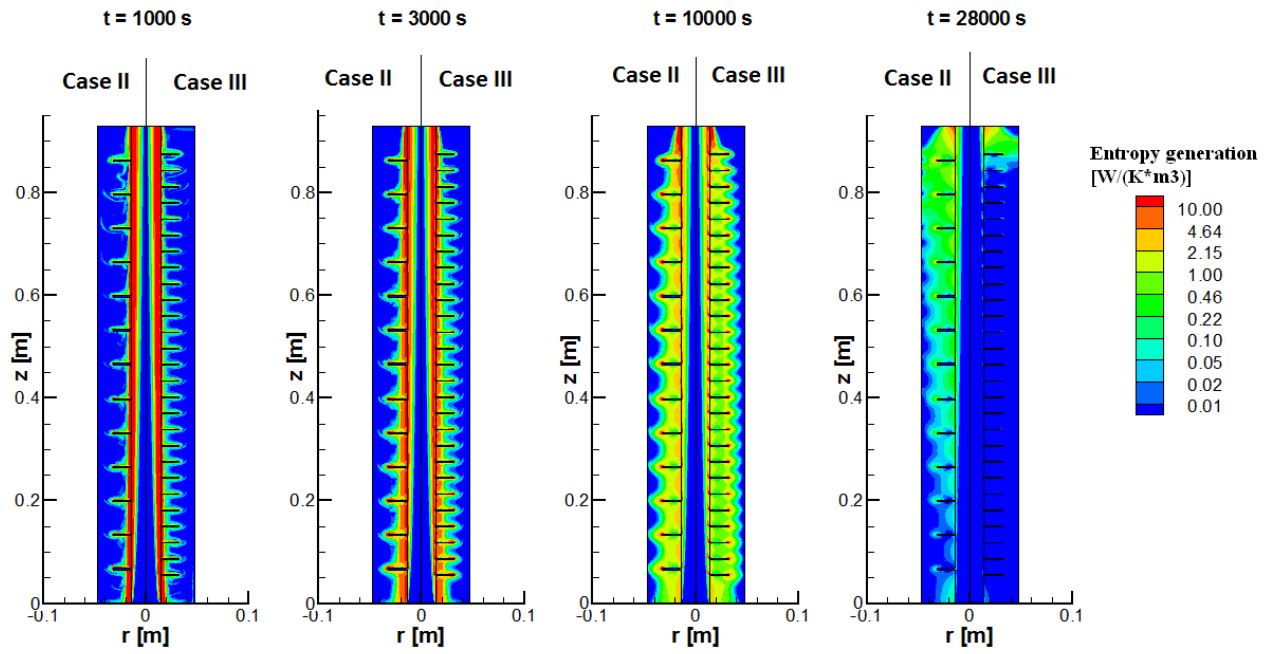 t = 1000 s
t = 3000 s
t = 10000 s
t = 28000 s
Case II
Case III
Case II
Case III
Case II
Case III
Case II
Case III
Entropy generation
[W/(K*m3)]
10.00
4.64
2.15
1.00
0.46
0.22
0.10
0.05
0.02
0.01
z [m]
0.8
0.6
0.4
0.2
0
-0.1
0
0.1
r [m]
z [m]
0.8
0.6
0.4
0.2
0
-0.1
0
0.1
r [m]
z [m]
0.8
0.6
0.4
0.2
0
-0.1
0
0.1
r [m]
z [m]
0.8
0.6
0.4
0.2
0
-0.1
0
0.1
r [m]